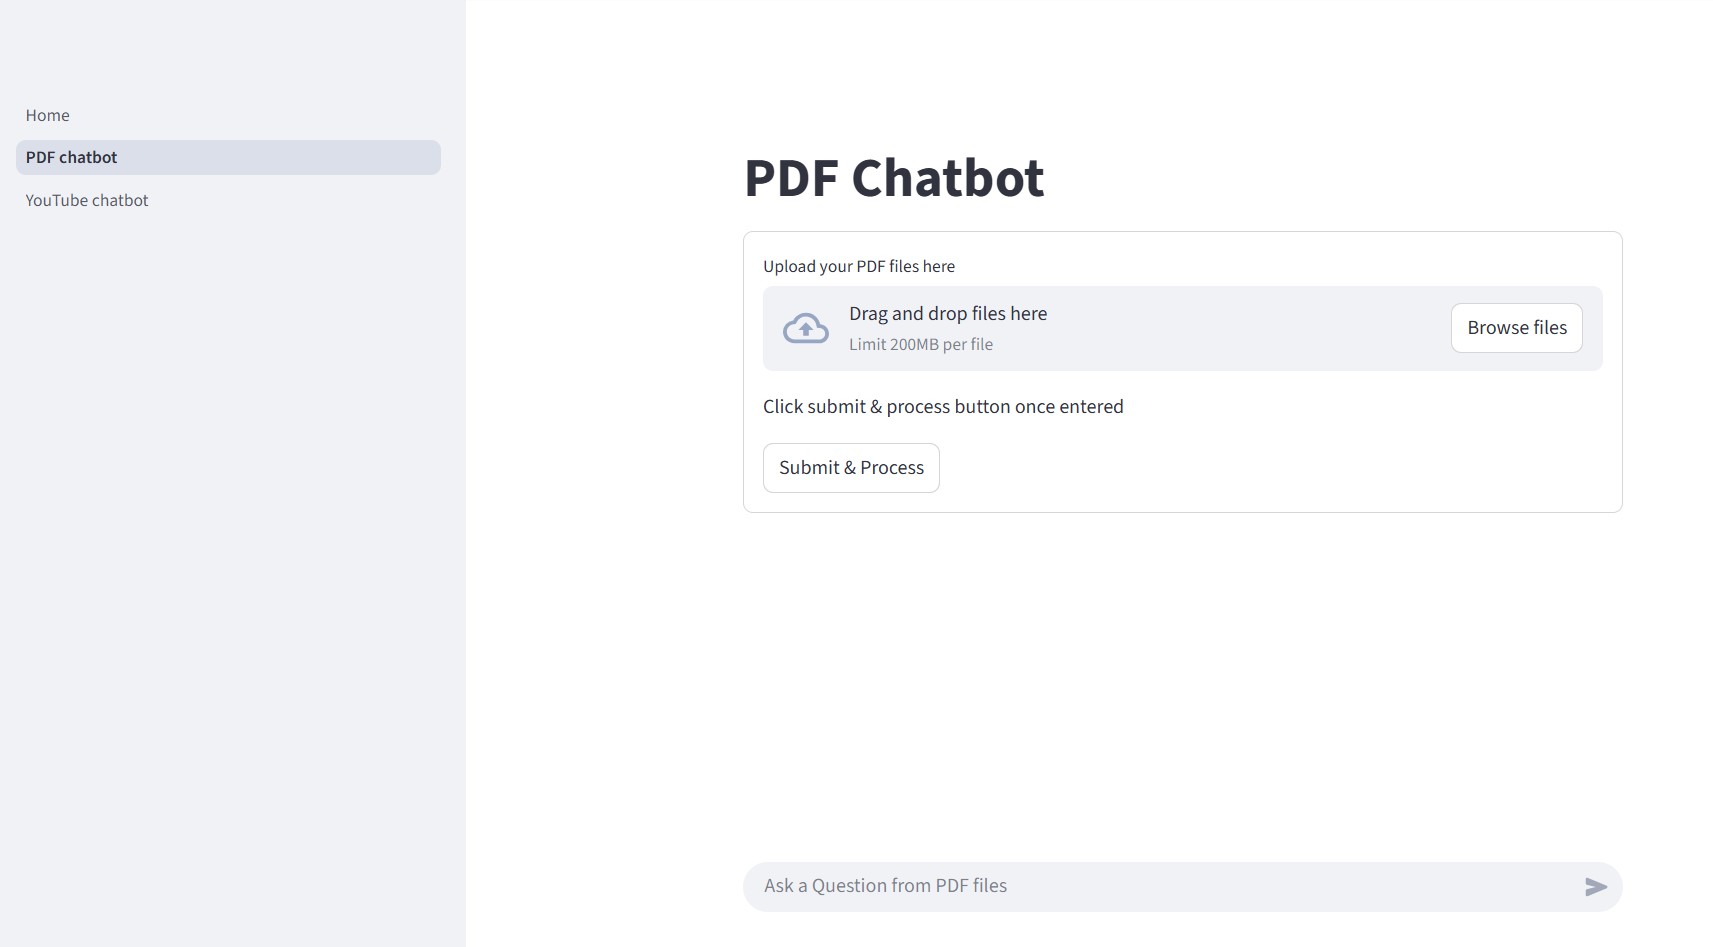 Home
PDF chatbot
YouTube chatbot
PDF Chatbot
Upload your PDF files here
Drag and drop files here
Limit 200MB per file
Browse files
Click submit & process button once entered
Submit & Process
Ask a Question from PDF files